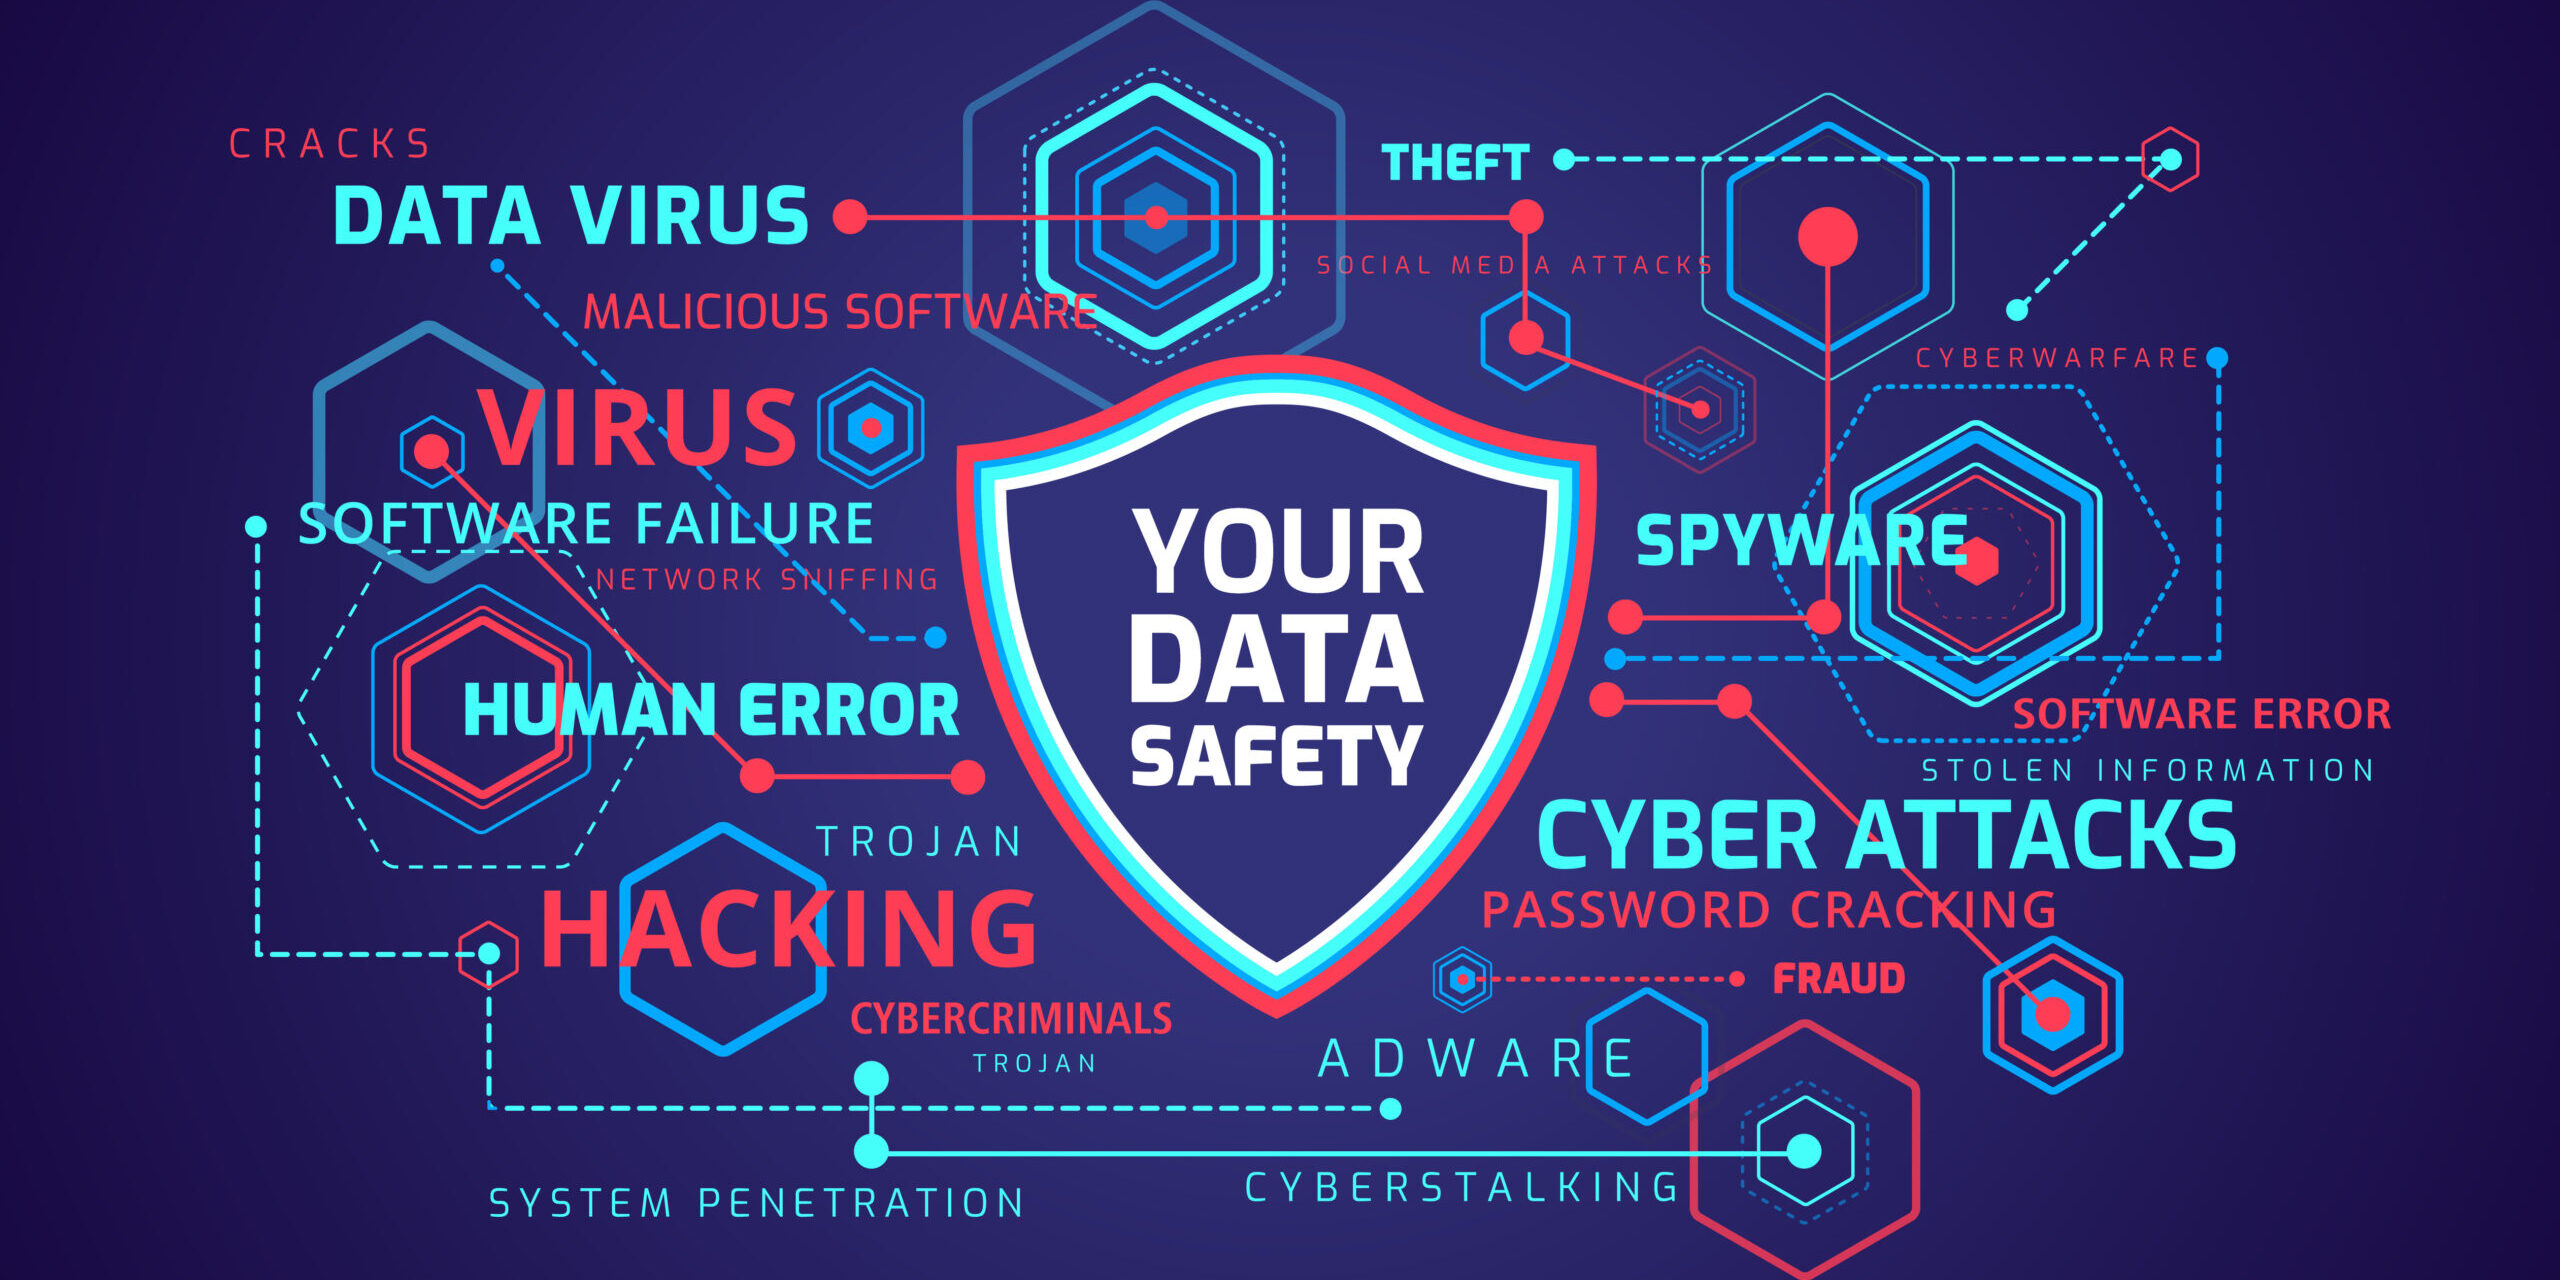 CRACKS
DATA VIRUS
MALICIOUS SOFTWARE
VIRUS
SOFTWARE FAILURE
NETWORK SNIFFING
HUMAN ERROR
TROJAN
HACKING
CYBERCRIMINALS
TROJAN
SYSTEM PENETRATION
YOUR
DATA
SAFETY
THEFT
SOCIAL MEDIA ATTACKS
CYBERWARFARE
SPYWARE
SOFTWARE ERROR
STOLEN INFORMATION
CYBER ATTACKS
PASSWORD CRACKING
FRAUD
ADWARE
CYBERSTALKING